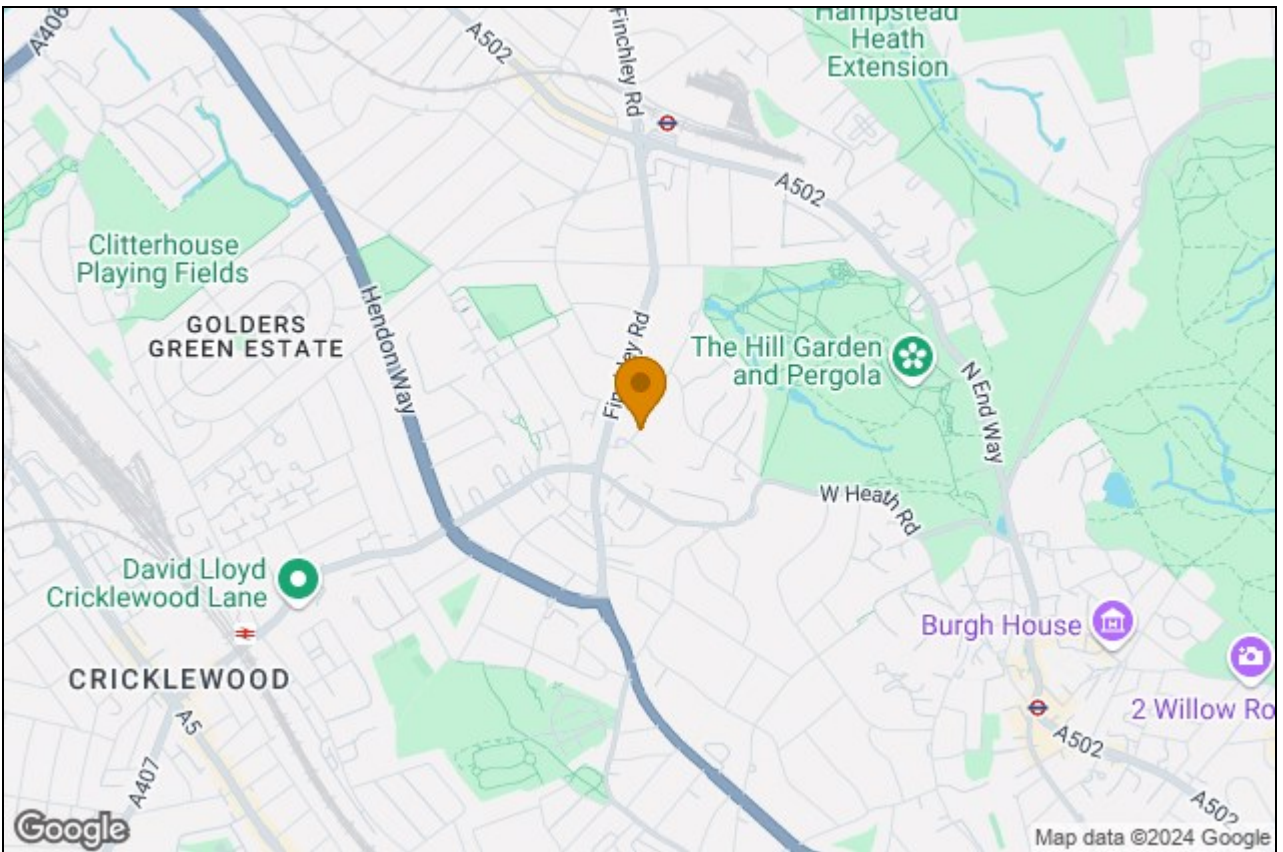 A406
A502
Finchley Rd
Hampstead
Heath
Extension
A502
Clitterhouse
Playing Fields
GOLDERS
GREEN ESTATE
Hendon Way
The Hill Garden
and Pergola
N End Way
W Heath Rd
David Lloyd
Cricklewood Lane
Burgh House
CRICKLEWOOD
2 Willow Ro
A5
A502
A407
A502
Google
Map data ©2024 Google